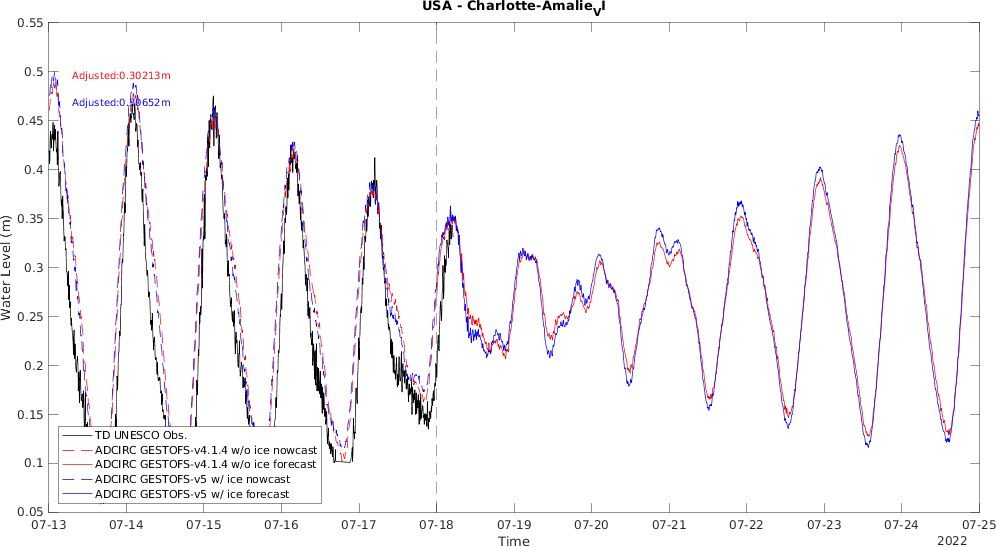 USA - Charlotte-AmalieVI
0.55
0.5
0.45
0.4
0.35
0.3
0.25
0.2
0.15
0.1
0.05
Water Level (m)
Adjusted:0.30213m
Adjusted:0.30652m
TD UNESCO Obs.
ADCIRC GESTOFS-v4.1.4 w/o ice nowcast
ADCIRC GESTOFS-v4.1.4 w/o ice forecast
ADCIRC GESTOFS-v5 w/ ice nowcast
ADCIRC GESTOFS-v5 w/ ice forecast
07-13 07-14 07-15 07-16 07-17 07-18 07-19 07-20 07-21 07-22 07-23 07-24 07-25
Time
2022